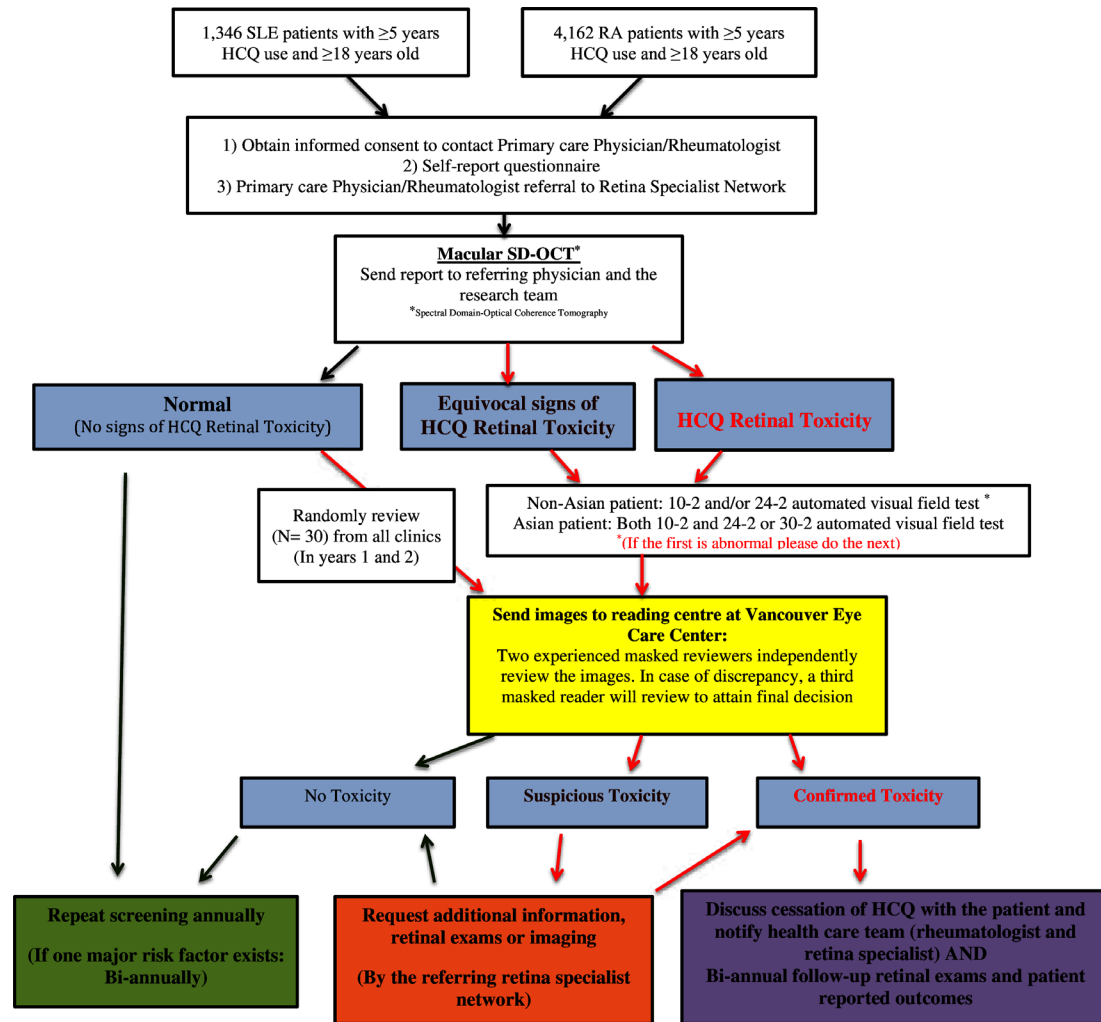 1,346 SLE patients with ≥5 years
HCQ use and ≥18 years old
4,162 RA patients with ≥5 years
HCQ use and ≥18 years old
1) Obtain informed consent to contact Primary care Physician/Rheumatologist
2) Self-report questionnaire
3) Primary care Physician/Rheumatologist referral to Retina Specialist Network
Macular SD-OCT*
Send report to referring physician and the
research team
*Spectral Domain-Optical Coherence Tomography
Normal
(No signs of HCQ Retinal Toxicity)
Equivocal signs of
HCQ Retinal Toxicity
HCQ Retinal Toxicity
Randomly review
(N= 30) from all clinics
(In years 1 and 2)
Non-Asian patient: 10-2 and/or 24-2 automated visual field test *
Asian patient: Both 10-2 and 24-2 or 30-2 automated visual field test
*(If the first is abnormal please do the next)
Send images to reading centre at Vancouver Eye
Care Center:
Two experienced masked reviewers independently
review the images. In case of discrepancy, a third
masked reader will review to attain final decision
No Toxicity
Suspicious Toxicity
Confirmed Toxicity
Repeat screening annually
(If one major risk factor exists:
Bi-annually)
Request additional information,
retinal exams or imaging
(By the referring retina specialist
network)
Discuss cessation of HCQ with the patient and
notify health care team (rheumatologist and
retina specialist) AND
Bi-annual follow-up retinal exams and patient
reported outcomes